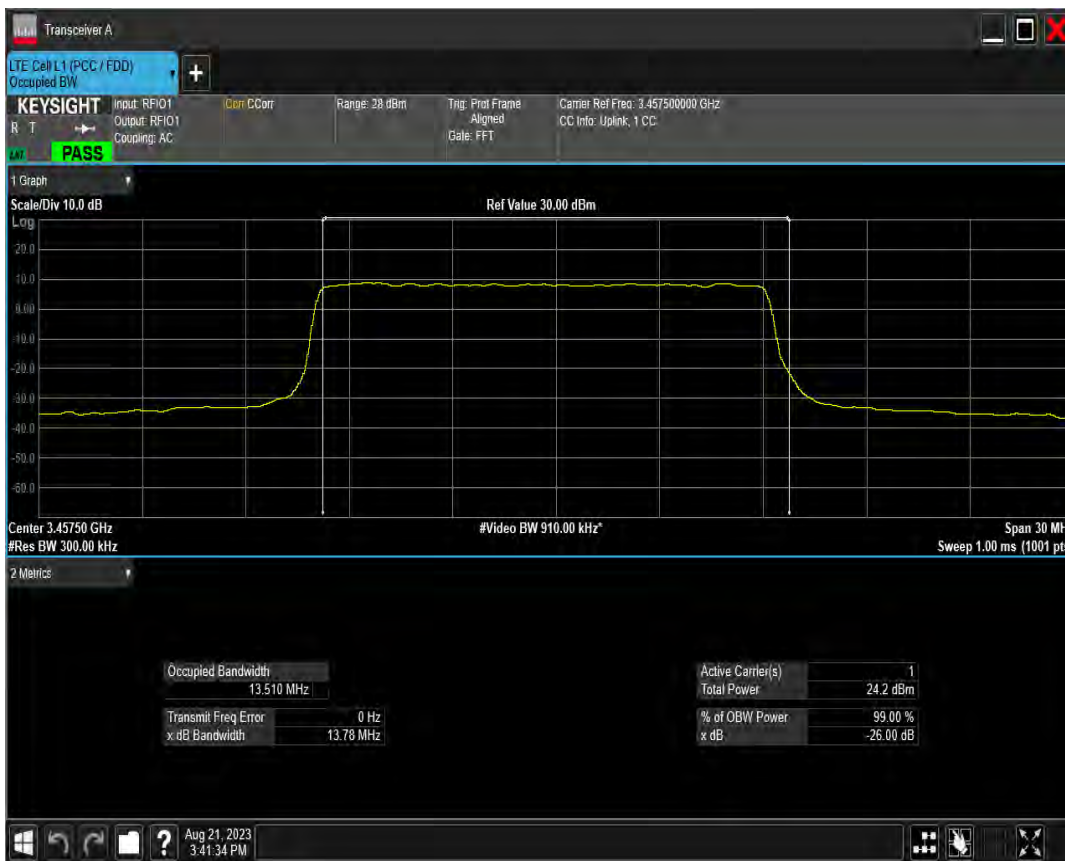 Transceiver A
LTE Cell L1 (PCC / FDD)
Occupied BW
+
KEYSIGHT
R T
LXI
PASS
Input: RFIO1
Output: RFIO1
Coupling: AC
Corr CCorr
Range: 28 dBm
Trig: Prot Frame
Aligned
Gate: FFT
Carrier Ref Freq: 3.457500000 GHz
CC Info: Uplink, 1 CC
1 Graph
Scale/Div 10.0 dB
Ref Value 30.00 dBm
Log
20.0
10.0
0.00
-10.0
-20.0
-30.0
-40.0
-50.0
-60.0
Center 3.45750 GHz
#Video BW 910.00 kHz*
Span 30 MH
#Res BW 300.00 kHz
Sweep 1.00 ms (1001 pts
2 Metrics
Occupied Bandwidth
13.510 MHz
Transmit Freq Error 0 Hz
x dB Bandwidth 13.78 MHz
Active Carrier(s) 1
Total Power 24.2 dBm
% of OBW Power 99.00 %
x dB -26.00 dB
?
Aug 21, 2023
3:41:34 PM